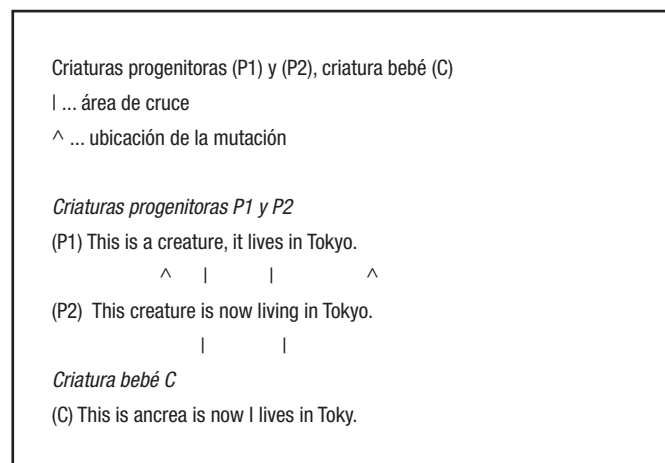 Criaturas progenitoras (P1) y (P2), criatura bebé (C)
| ... área de cruce
^ ... ubicación de la mutación
Criaturas progenitoras P1 y P2
(P1) This is a creature, it lives in Tokyo.
^ | | ^
(P2) This creature is now living in Tokyo.
| |
Criatura bebé C
(C) This is ancrea is now l lives in Toky.